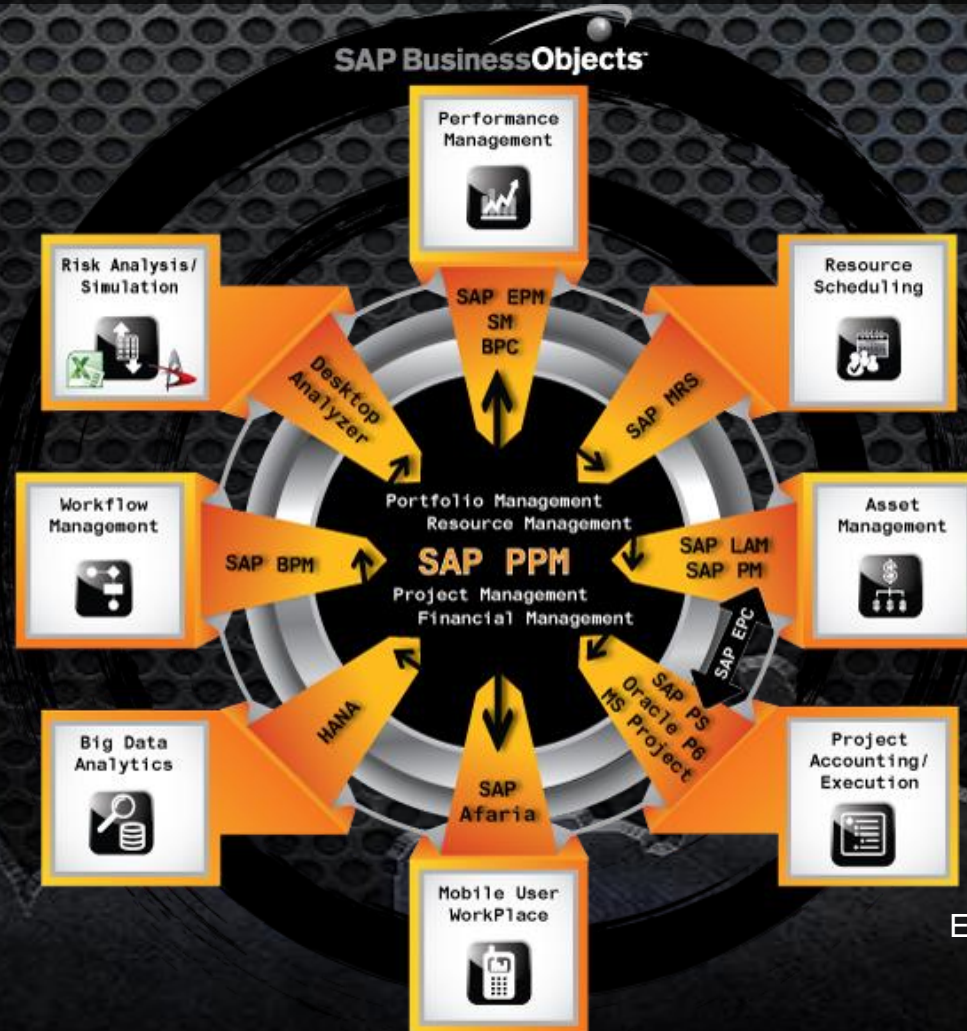 SAP BusinessObjects™
Performance
Management
SAP EPM
SM
BPC
Risk Analysis/
Simulation
Desktop
Analyzer
Resource
Scheduling
SAP MRS
Workflow
Management
SAP BPM
Portfolio Management
Resource Management
SAP PPM
Project Management
Financial Management
SAP LAM
SAP PM
Asset
Management
SAP EPC
Big Data
Analytics
HANA
SAP
Afaria
SAP PS
Oracle P6
MS Project
Project
Accounting/
Execution
Mobile User
WorkPlace
E